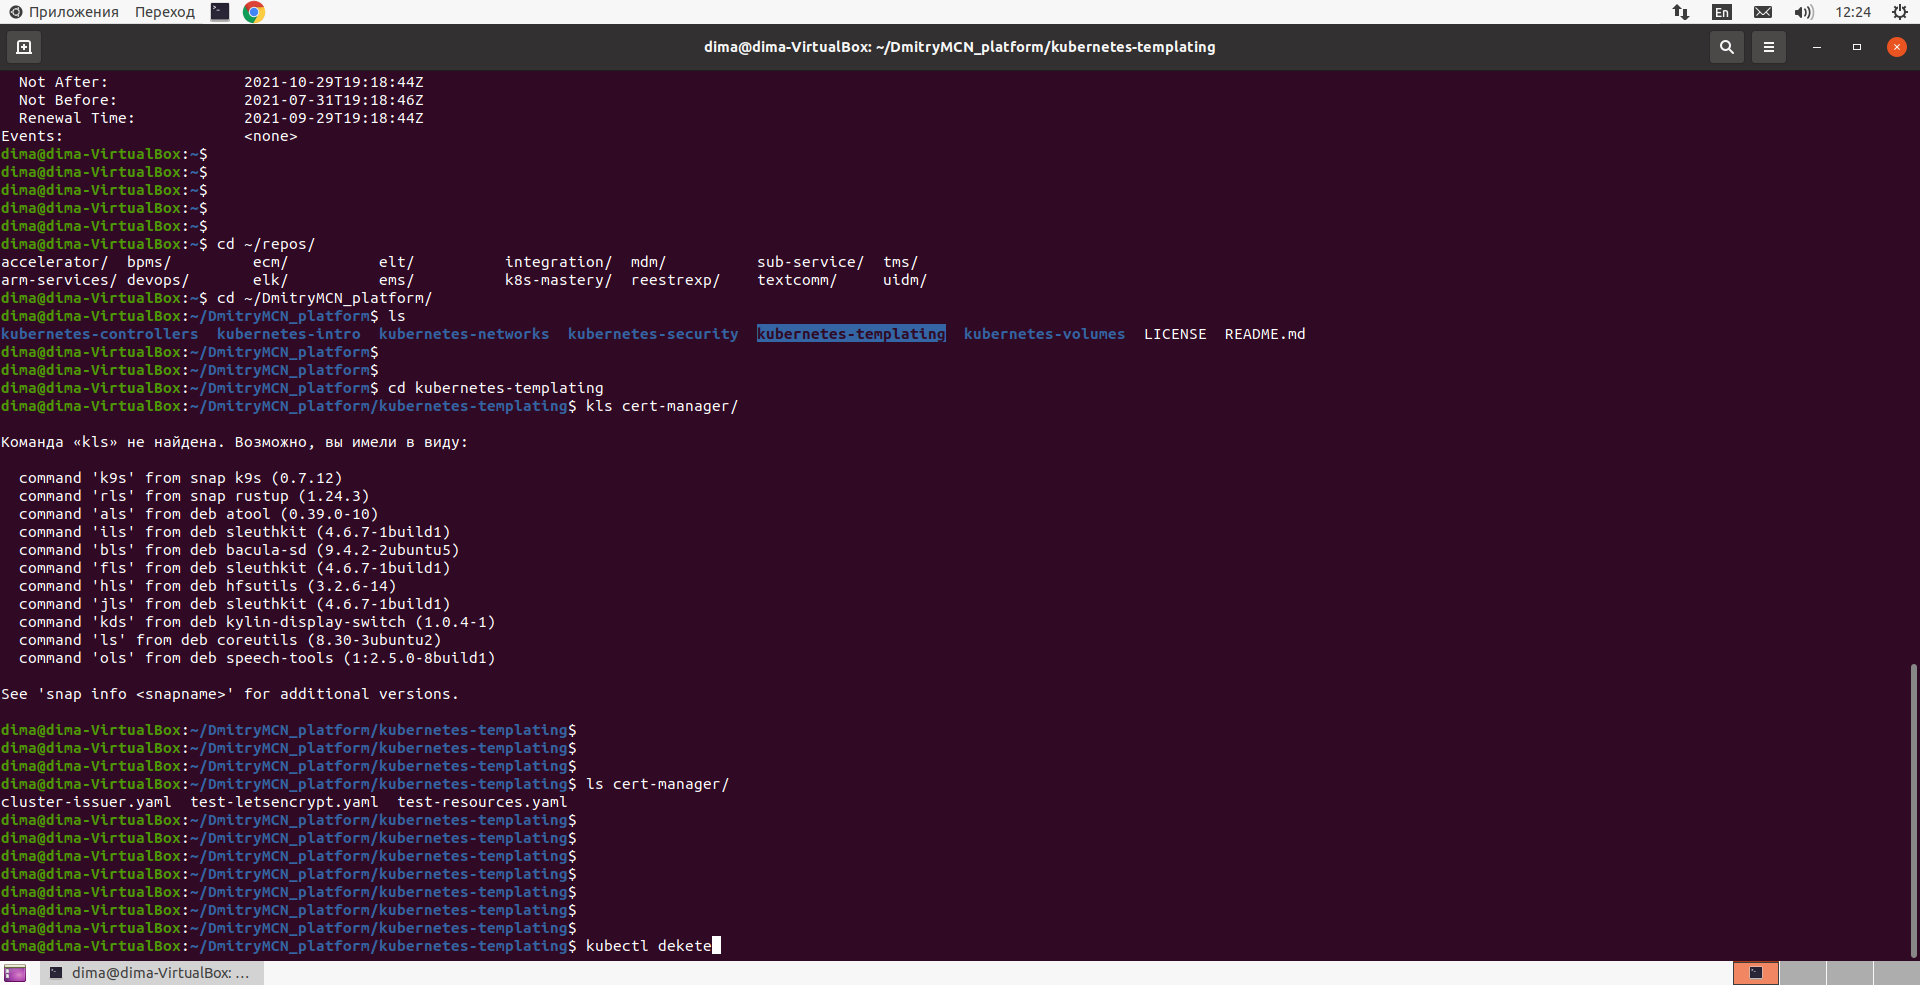 Приложения Переход En 12:24
dima@dima-VirtualBox: ~/DmitryMCN_platform/kubernetes-templating
Not After: 2021-10-29T19:18:44Z
Not Before: 2021-07-31T19:18:46Z
Renewal Time: 2021-09-29T19:18:44Z
Events: <none>
dima@dima-VirtualBox:~$
dima@dima-VirtualBox:~$
dima@dima-VirtualBox:~$
dima@dima-VirtualBox:~$
dima@dima-VirtualBox:~$
dima@dima-VirtualBox:~$ cd ~/repos/
accelerator/ bpms/ ecm/ elt/ integration/ mdm/ sub-service/ tms/
arm-services/ devops/ elk/ ems/ k8s-mastery/ reestrexp/ textcomm/ uidm/
dima@dima-VirtualBox:~$ cd ~/DmitryMCN_platform/
dima@dima-VirtualBox:~/DmitryMCN_platform$ ls
kubernetes-controllers kubernetes-intro kubernetes-networks kubernetes-security kubernetes-templating kubernetes-volumes LICENSE README.md
dima@dima-VirtualBox:~/DmitryMCN_platform$
dima@dima-VirtualBox:~/DmitryMCN_platform$
dima@dima-VirtualBox:~/DmitryMCN_platform$ cd kubernetes-templating
dima@dima-VirtualBox:~/DmitryMCN_platform/kubernetes-templating$ kls cert-manager/
Команда «kls» не найдена. Возможно, вы имели в виду:
command 'k9s' from snap k9s (0.7.12)
command 'rls' from snap rustup (1.24.3)
command 'als' from deb atool (0.39.0-10)
command 'ils' from deb sleuthkit (4.6.7-1build1)
command 'bls' from deb bacula-sd (9.4.2-2ubuntu5)
command 'fls' from deb sleuthkit (4.6.7-1build1)
command 'hls' from deb hfsutils (3.2.6-14)
command 'jls' from deb sleuthkit (4.6.7-1build1)
command 'kds' from deb kylin-display-switch (1.0.4-1)
command 'ls' from deb coreutils (8.30-3ubuntu2)
command 'ols' from deb speech-tools (1:2.5.0-8build1)
See 'snap info <snapname>' for additional versions.
dima@dima-VirtualBox:~/DmitryMCN_platform/kubernetes-templating$
dima@dima-VirtualBox:~/DmitryMCN_platform/kubernetes-templating$
dima@dima-VirtualBox:~/DmitryMCN_platform/kubernetes-templating$
dima@dima-VirtualBox:~/DmitryMCN_platform/kubernetes-templating$ ls cert-manager/
cluster-issuer.yaml test-letsencrypt.yaml test-resources.yaml
dima@dima-VirtualBox:~/DmitryMCN_platform/kubernetes-templating$
dima@dima-VirtualBox:~/DmitryMCN_platform/kubernetes-templating$
dima@dima-VirtualBox:~/DmitryMCN_platform/kubernetes-templating$
dima@dima-VirtualBox:~/DmitryMCN_platform/kubernetes-templating$
dima@dima-VirtualBox:~/DmitryMCN_platform/kubernetes-templating$
dima@dima-VirtualBox:~/DmitryMCN_platform/kubernetes-templating$
dima@dima-VirtualBox:~/DmitryMCN_platform/kubernetes-templating$
dima@dima-VirtualBox:~/DmitryMCN_platform/kubernetes-templating$ kubectl dekete
dima@dima-VirtualBox: ...